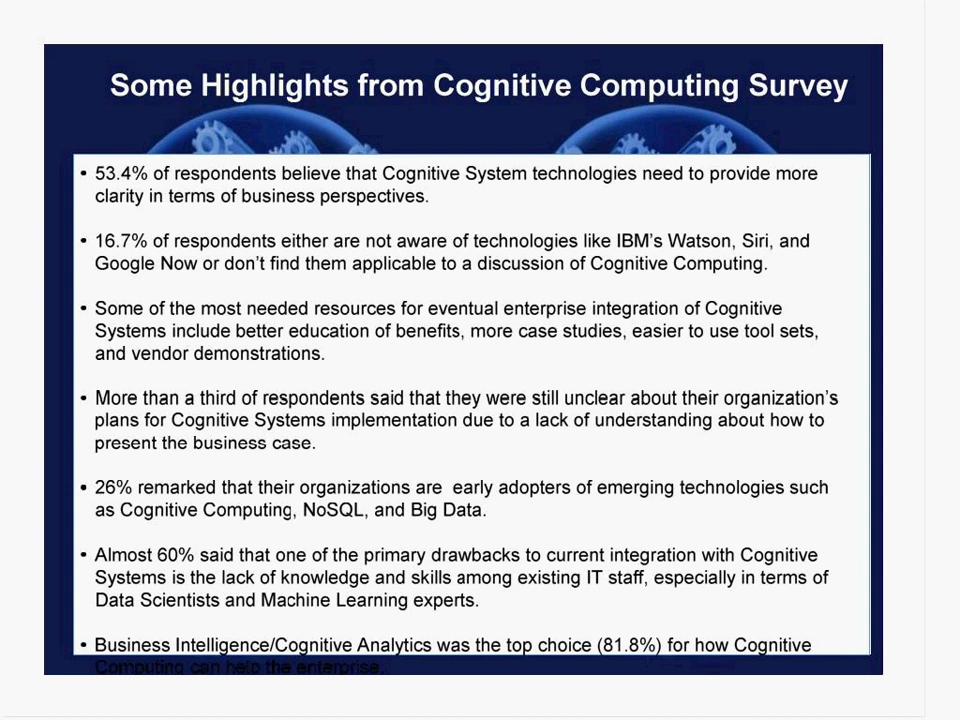 Some Highlights from Cognitive Computing Survey
• 53.4% of respondents believe that Cognitive System technologies need to provide more
clarity in terms of business perspectives.
• 16.7% of respondents either are not aware of technologies like IBM's Watson, Siri, and
Google Now or don't find them applicable to a discussion of Cognitive Computing.
• Some of the most needed resources for eventual enterprise integration of Cognitive
Systems include better education of benefits, more case studies, easier to use tool sets,
and vendor demonstrations.
• More than a third of respondents said that they were still unclear about their organization's
plans for Cognitive Systems implementation due to a lack of understanding about how to
present the business case.
• 26% remarked that their organizations are  early adopters of emerging technologies such
as Cognitive Computing, NoSQL, and Big Data.
• Almost 60% said that one of the primary drawbacks to current integration with Cognitive
Systems is the lack of knowledge and skills among existing IT staff, especially in terms of
Data Scientists and Machine Learning experts.
• Business Intelligence/Cognitive Analytics was the top choice (81.8%) for how Cognitive
Computing can help the enterprise.